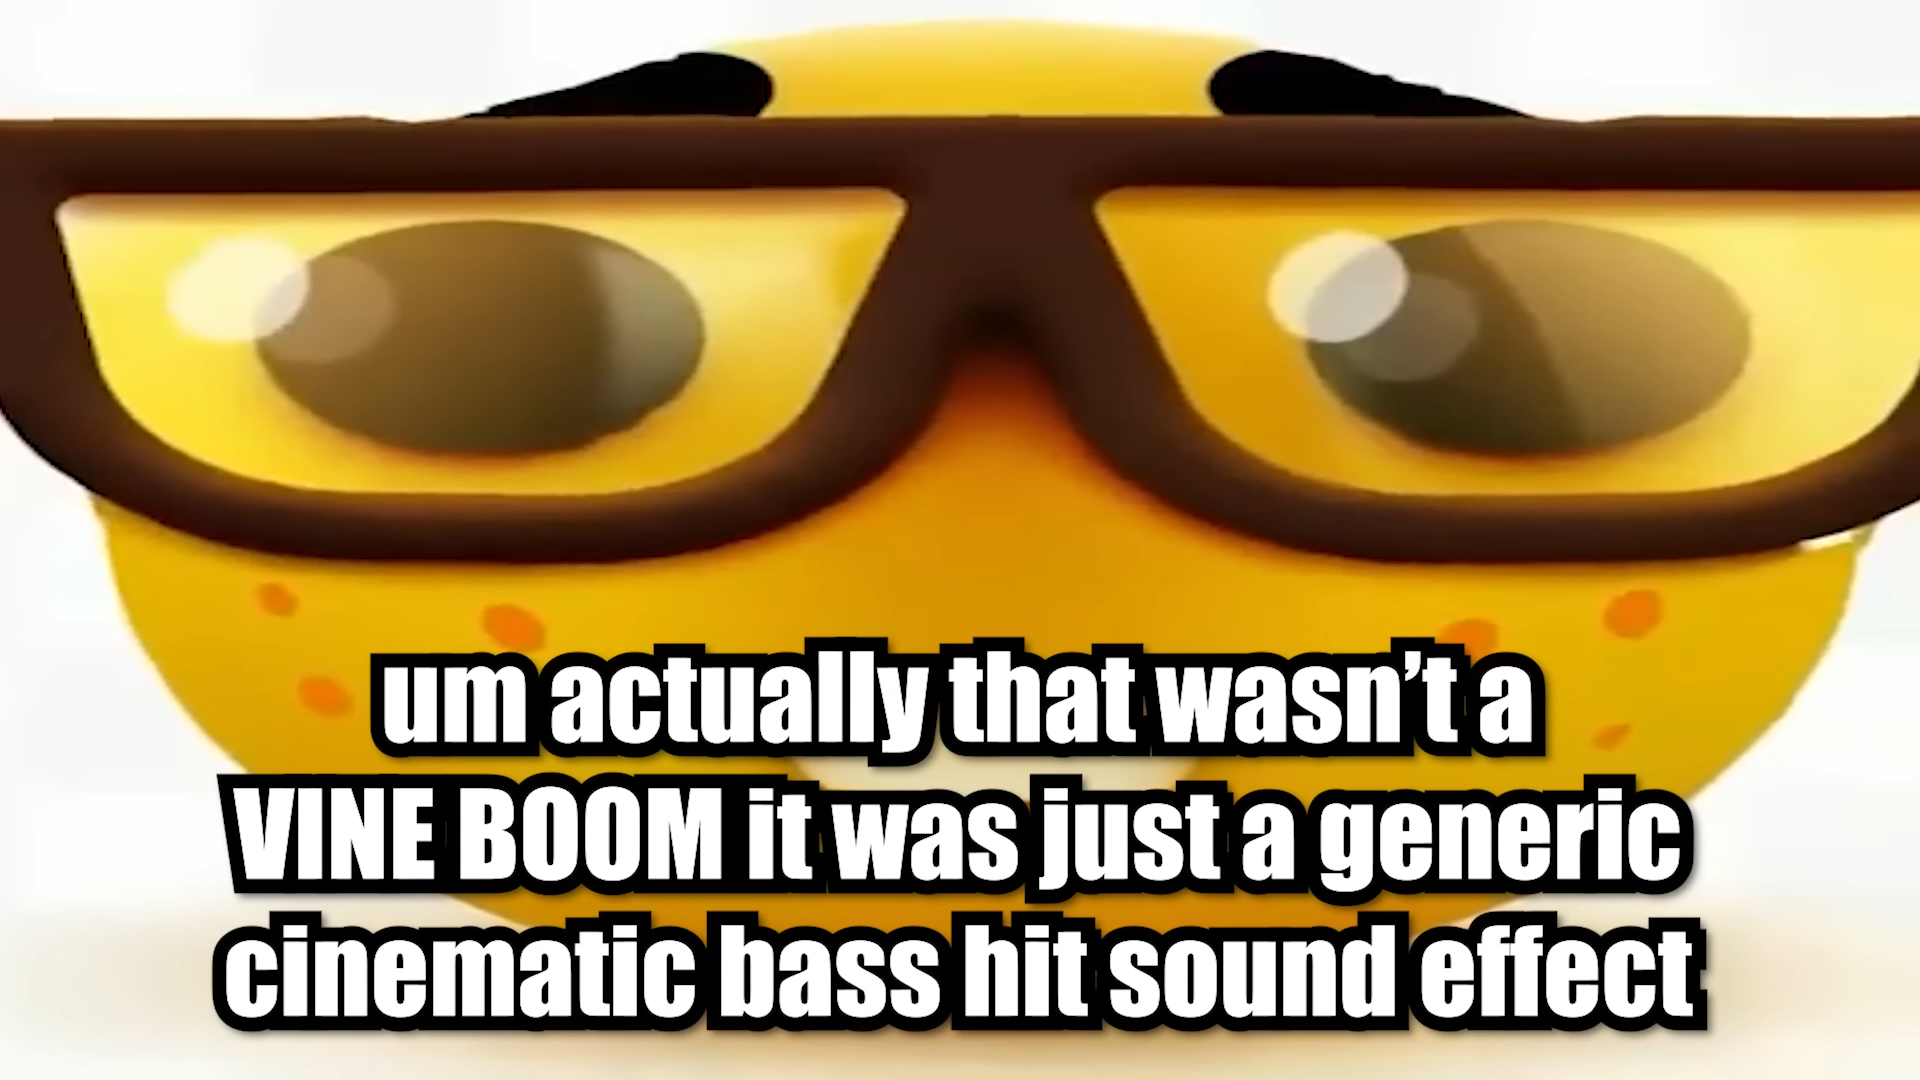 um actually that wasn’t a
VINE BOOM it was just a generic
cinematic bass hit sound effect